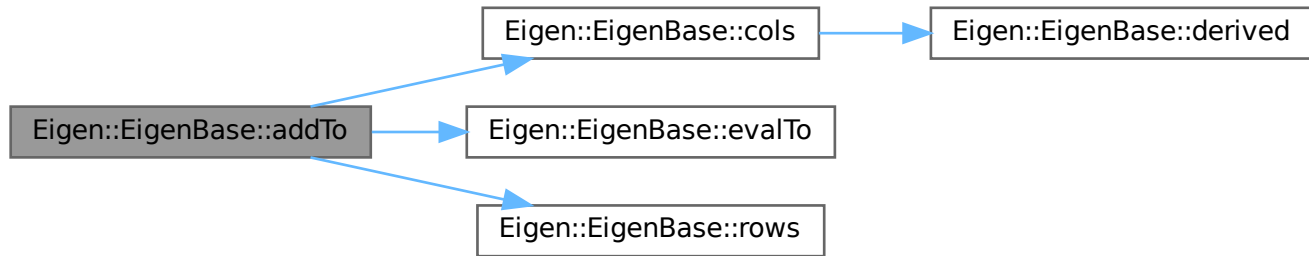 Eigen::EigenBase::cols
Eigen::EigenBase::derived
Eigen::EigenBase::addTo
Eigen::EigenBase::evalTo
Eigen::EigenBase::rows